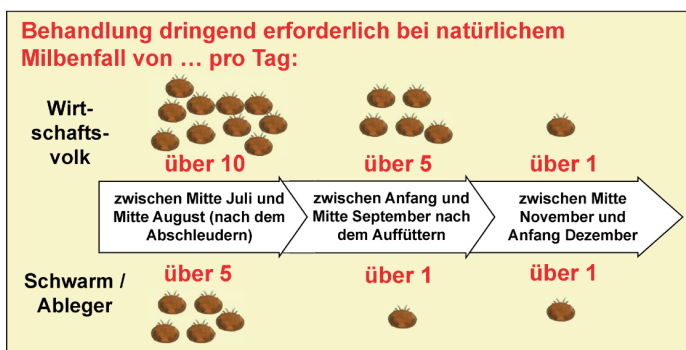 Behandlung dringend erforderlich bei natürlichem
Milbenfall von … pro Tag:
Wirt-
schafts-
volk
über 10
über 5
über 1
zwischen Mitte Juli und
Mitte August (nach dem
Abschleudern)
zwischen Anfang und
Mitte September nach
dem Auffüttern
zwischen Mitte
November und
Anfang Dezember
Schwarm /
Ableger
über 5
über 1
über 1